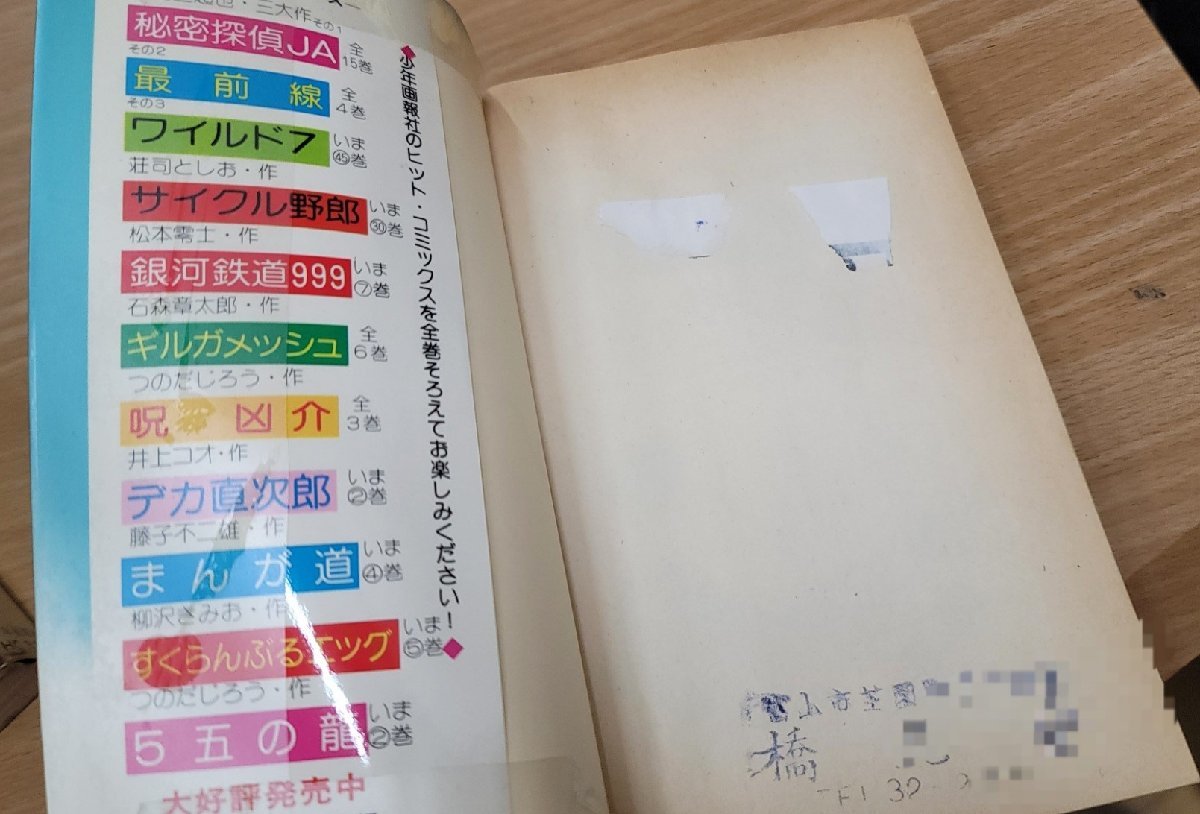 三大作その1
秘密探偵JA
全15巻
その2
最前線
全4巻
その3
ワイルド7
いま㊺巻
荘司としお・作
サイクル野郎
いま㉚巻
松本零士・作
銀河鉄道999
いま⑦巻
石森章太郎・作
ギルガメッシュ
全6巻
つのだじろう・作
呪 凶介
全3巻
井上コオ・作
デカ直次郎
いま②巻
藤子不二雄・作
まんが道
いま④巻
柳沢きみお・作
すくらんぶるエッグ
いま⑤巻
つのだじろう・作
5五の龍
いま②巻
大好評発売中
◆少年画報社のヒット・コミックスを全巻そろえてお楽しみください!◆
山市芝園
橋